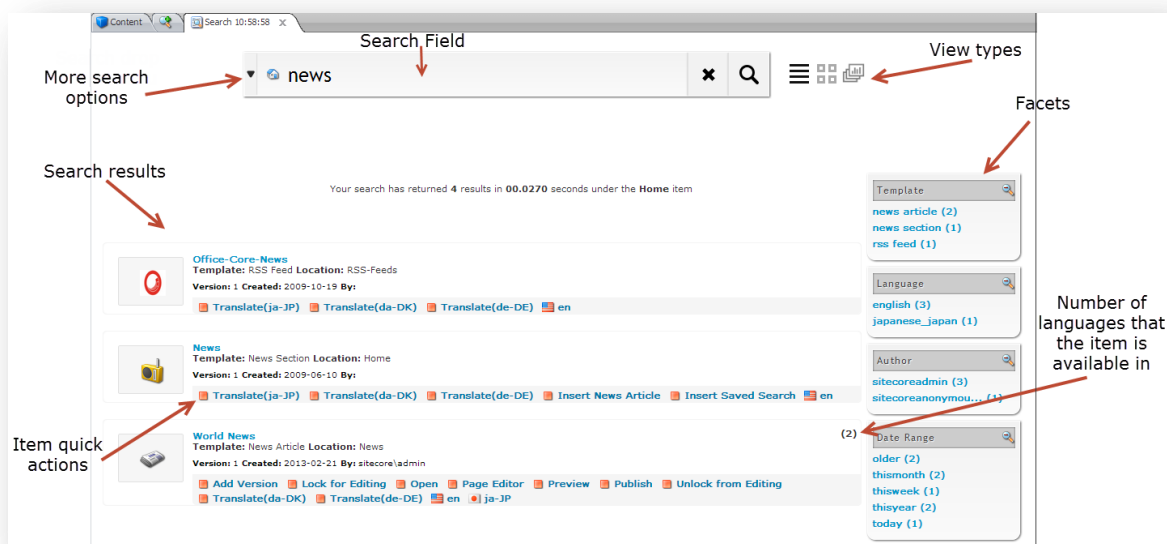 Content
Search 10:58:58 x
Search Field
View types
More search
options
news
Facets
Search results
Your search has returned 4 results in 00.0270 seconds under the Home item
Template
news article (2)
news section (1)
rss feed (1)
Office-Core-News
Template: RSS Feed Location: RSS-Feeds
Version: 1 Created: 2009-10-19 By:
Translate(ja-JP) Translate(da-DK) Translate(de-DE) en
Language
english (3)
japanese_japan (1)
Number of
languages that
the item is
available in
News
Template: News Section Location: Home
Version: 1 Created: 2009-06-10 By:
Translate(ja-JP) Translate(da-DK) Translate(de-DE) Insert News Article Insert Saved Search en
Author
sitecoreadmin (3)
sitecoreanonymou... (1)
Item quick
actions
World News
(2)
Template: News Article Location: News
Version: 1 Created: 2013-02-21 By: sitecore\admin
Add Version Lock for Editing Open Page Editor Preview Publish Unlock from Editing
Translate(da-DK) Translate(de-DE) en ja-JP
Date Range
older (2)
thismonth (2)
thisweek (1)
thisyear (2)
today (1)